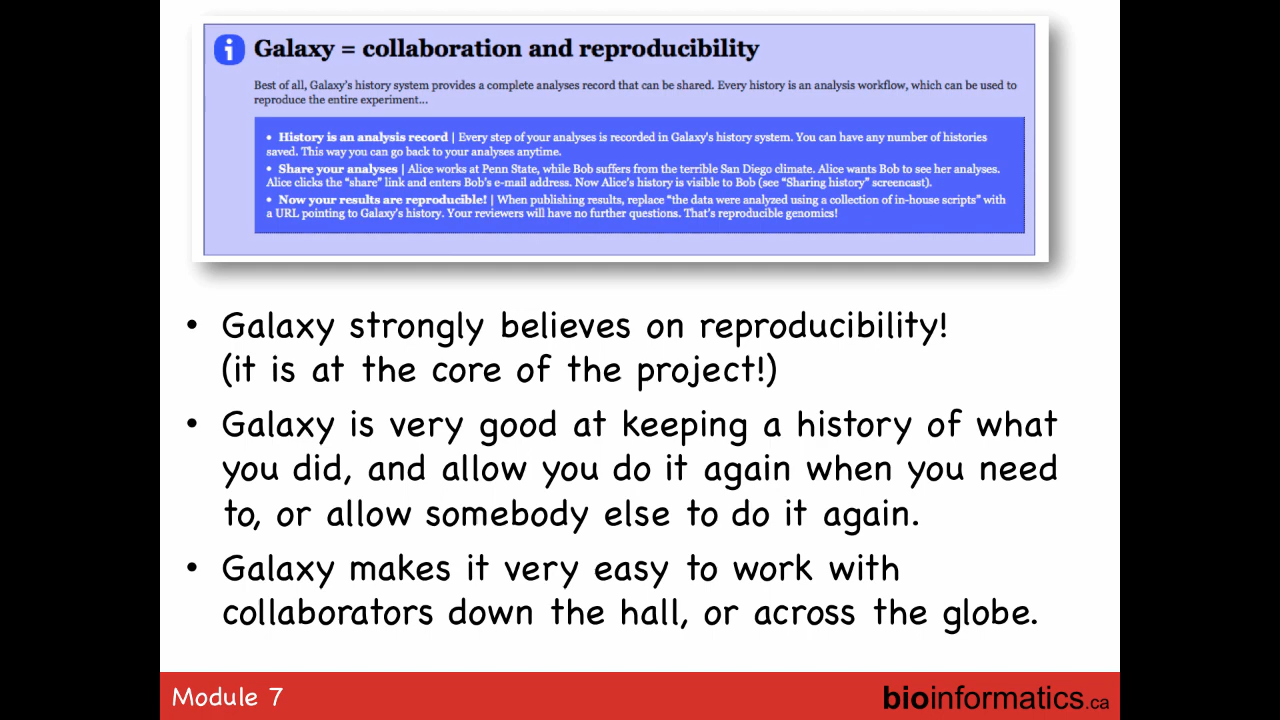 Galaxy = collaboration and reproducibility
Best of all, Galaxy's history system provides a complete analyses record that can be shared. Every history is an analysis workflow, which can be used to
reproduce the entire experiment...
• History is an analysis record | Every step of your analyses is recorded in Galaxy's history system. You can have any number of histories
saved. This way you can go back to your analyses anytime.
• Share your analyses | Alice works at Penn State, while Bob suffers from the terrible San Diego climate. Alice wants Bob to see her analyses.
Alice clicks the “share” link and enters Bob's e-mail address. Now Alice's history is visible to Bob (see “Sharing history” screencast).
• Now your results are reproducible! | When publishing results, replace “the data were analyzed using a collection of in-house scripts” with
a URL pointing to Galaxy's history. Your reviewers will have no further questions. That's reproducible genomics!
• Galaxy strongly believes on reproducibility!
(it is at the core of the project!)
• Galaxy is very good at keeping a history of what
you did, and allow you do it again when you need
to, or allow somebody else to do it again.
• Galaxy makes it very easy to work with
collaborators down the hall, or across the globe.
Module 7
bioinformatics.ca